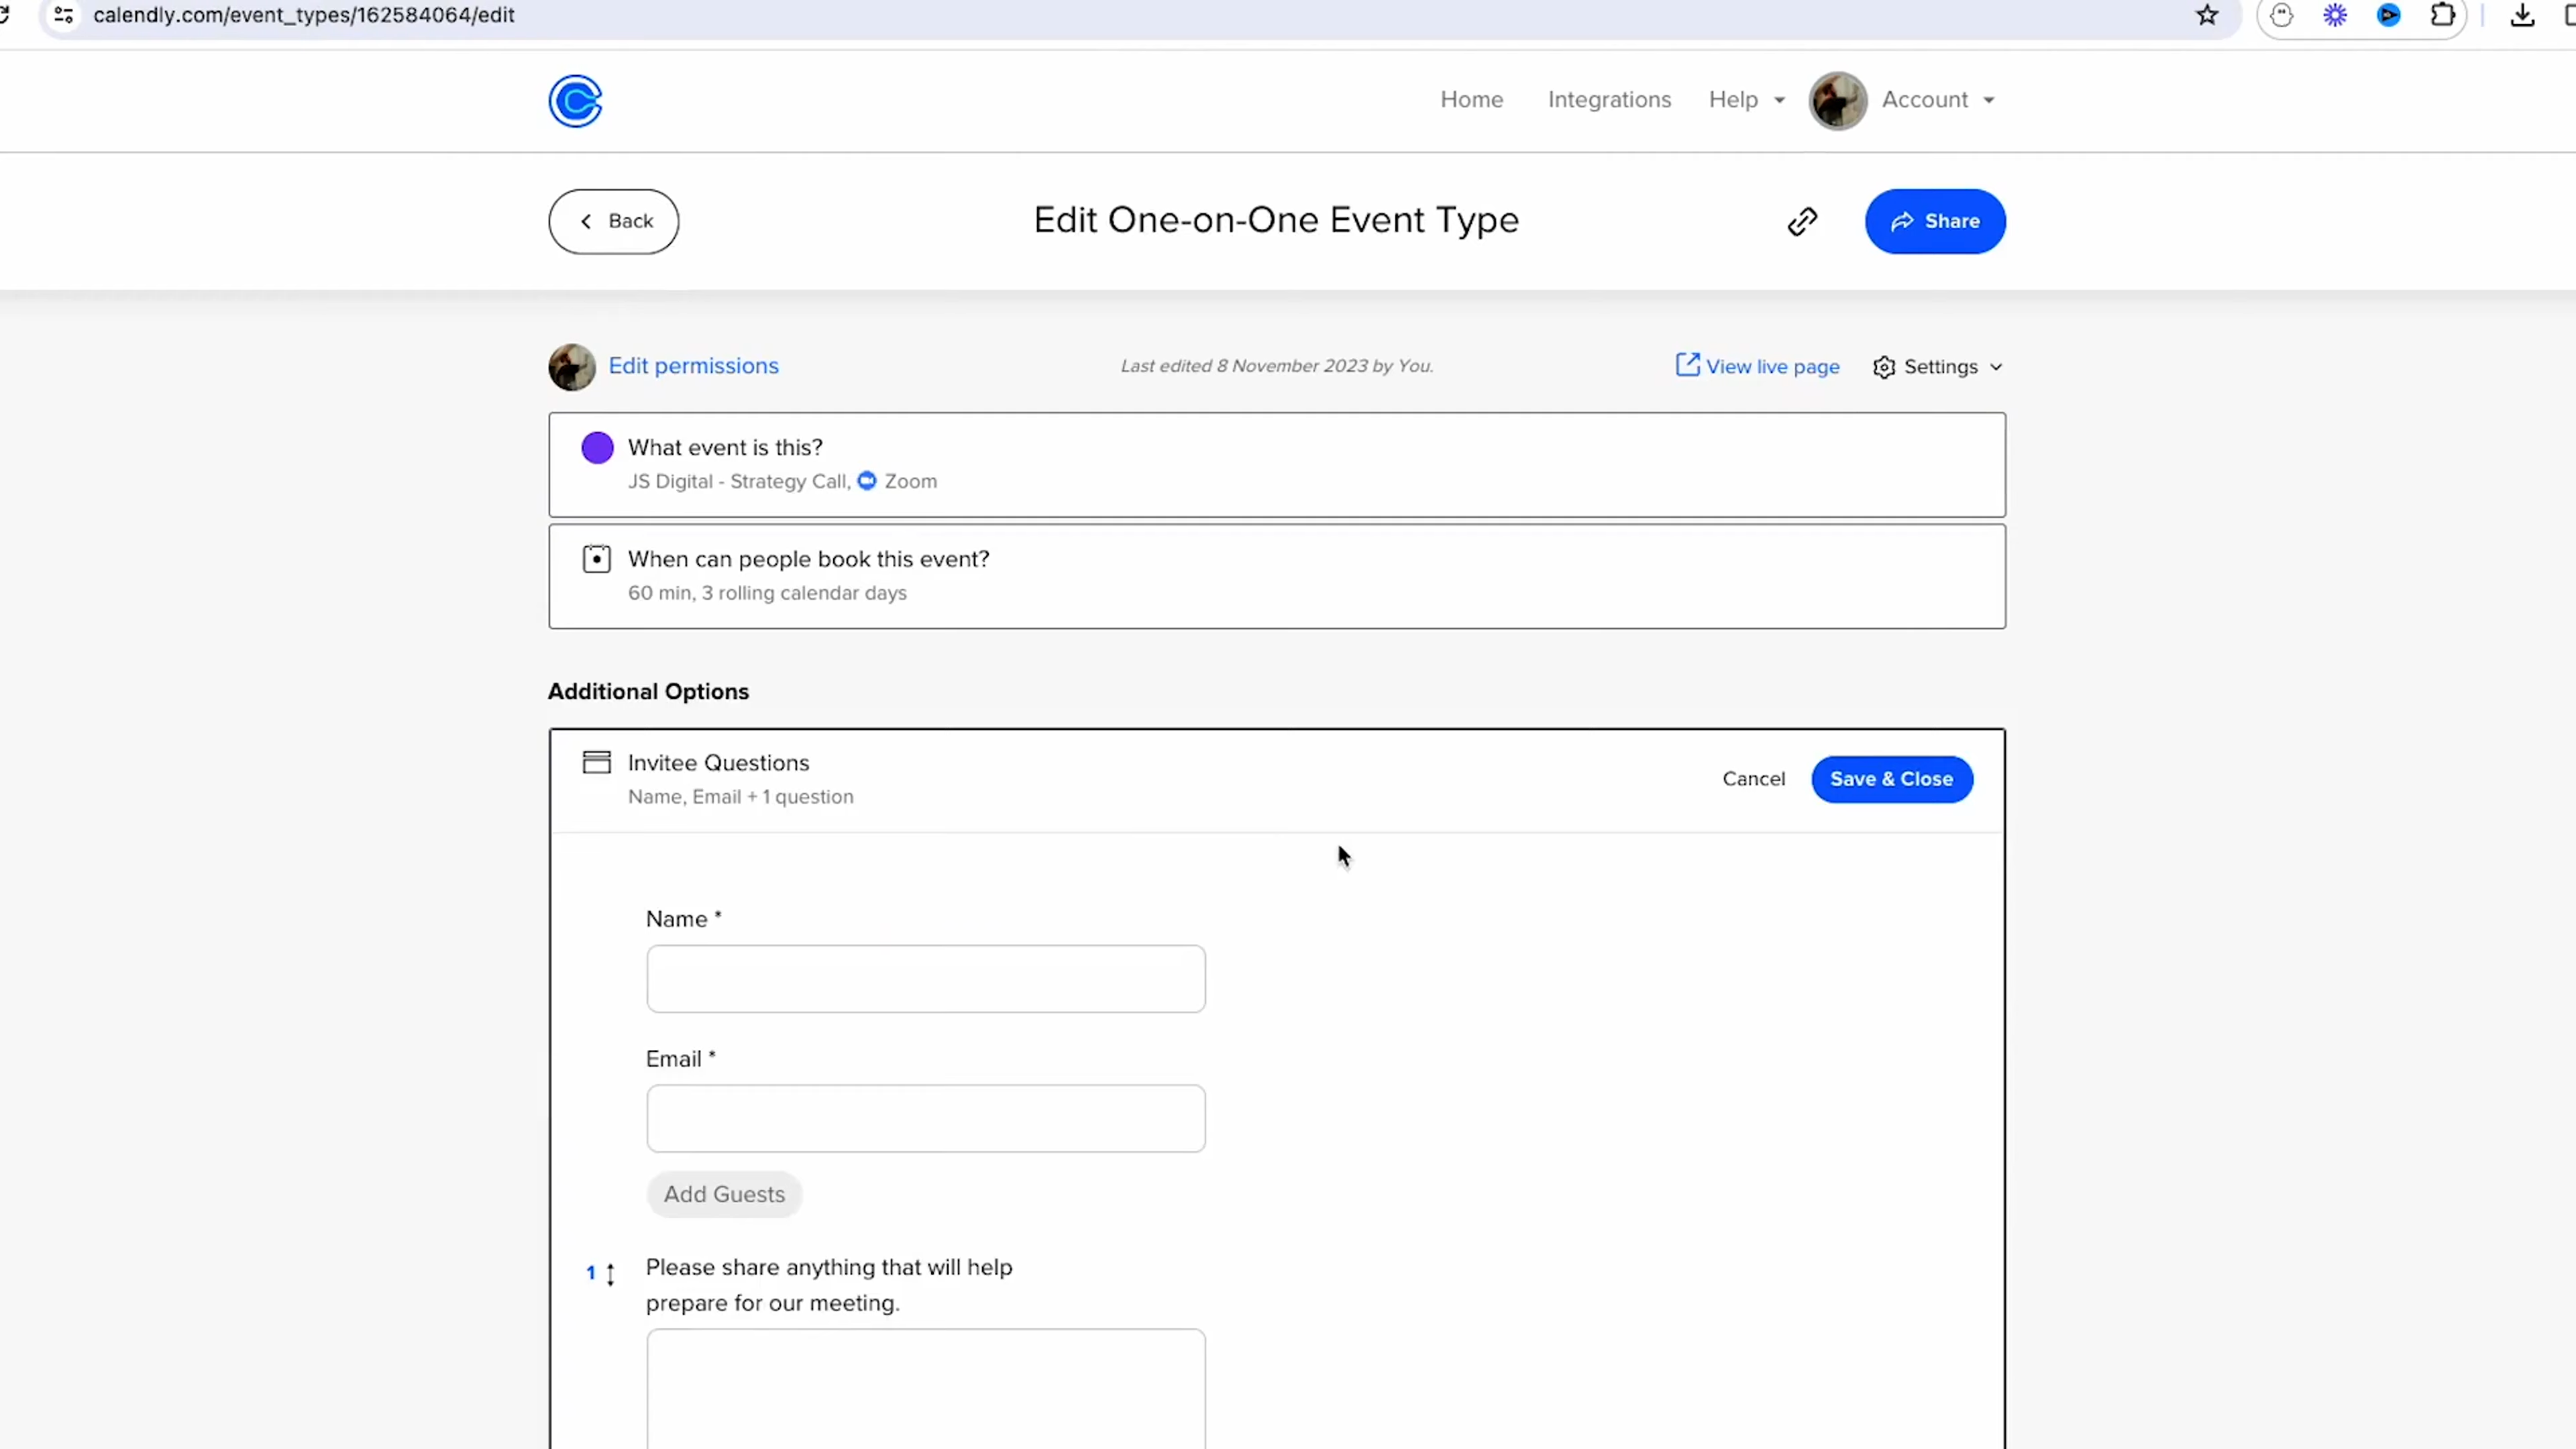 calendly.com/event_types/162584064/edit
Home Integrations Help Account
Back Edit One-on-One Event Type Share
Edit permissions Last edited 8 November 2023 by You. View live page Settings
What event is this?
JS Digital - Strategy Call, Zoom
When can people book this event?
60 min, 3 rolling calendar days
Additional Options
Invitee Questions
Name, Email + 1 question
Cancel Save & Close
Name *
Email *
Add Guests
1 Please share anything that will help
prepare for our meeting.